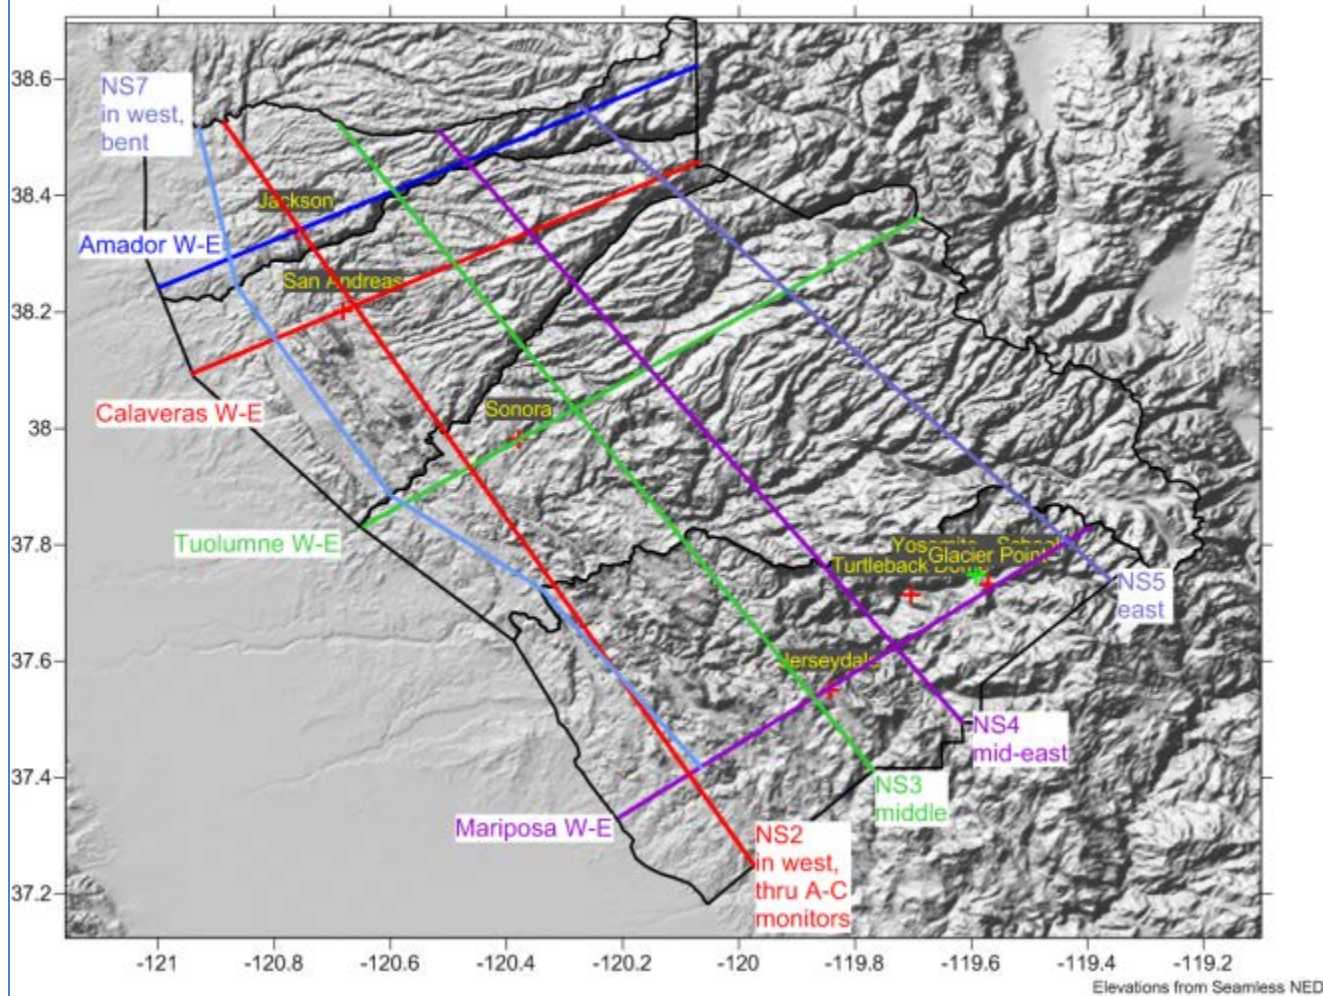 38.6
38.4
38.2
38
37.8
37.6
37.4
37.2
NS7
in west,
bent
Jackson
Amador W-E
San Andreas
Calaveras W-E
Sonora
Tuolumne W-E
Glacier Point
Turtleback
NS5
east
Jerseydale
NS4
mid-east
NS3
middle
Mariposa W-E
NS2
in west,
thru A-C
monitors
-121
-120.8
-120.6
-120.4
-120.2
-120
-119.8
-119.6
-119.4
-119.2
Elevations from Seamless NED